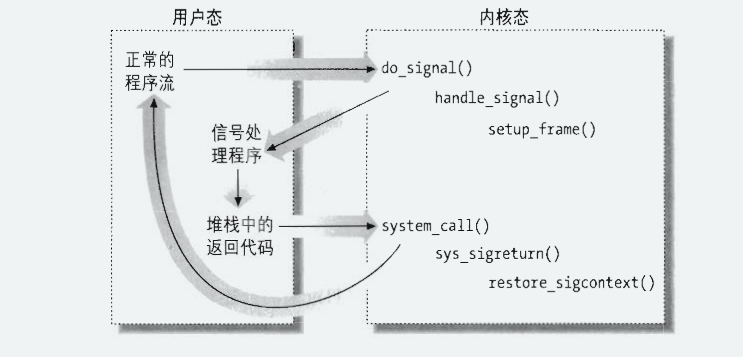 用户态
内核态
正常的
程序流
do_signal()
handle_signal()
setup_frame()
信号处
理程序
堆栈中的
返回代码
system_call()
sys_sigreturn()
restore_sigcontext()